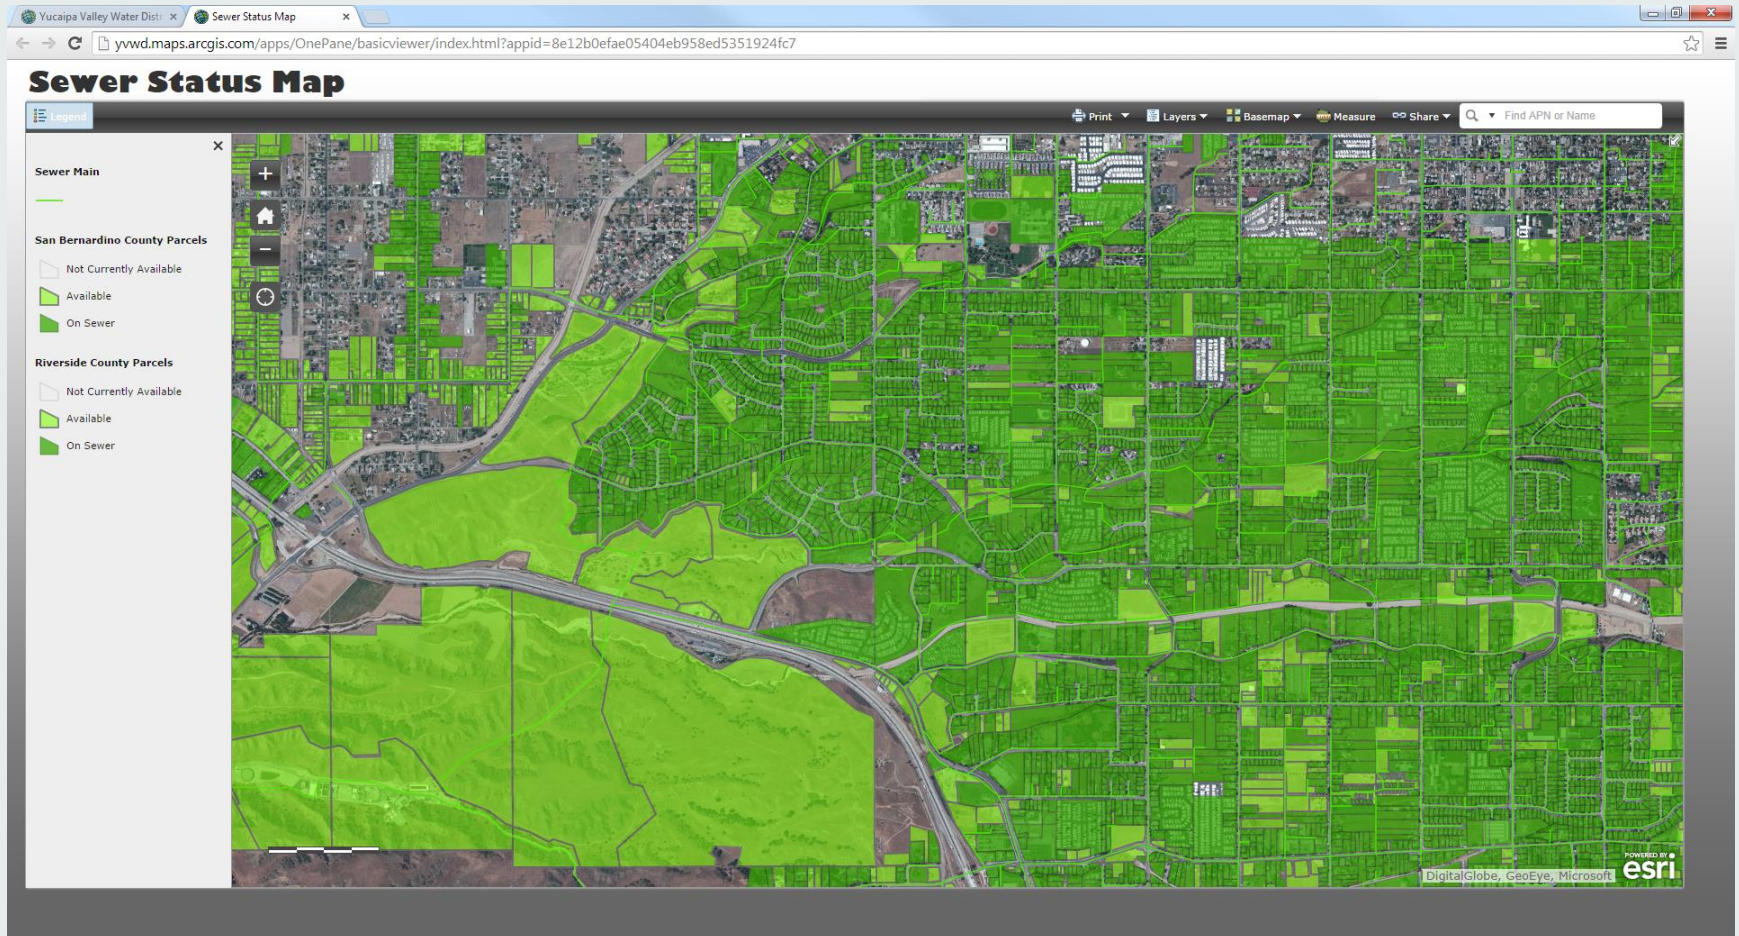 Yucaipa Valley Water Distr
Sewer Status Map
yvwd.maps.arcgis.com/apps/OnePane/basicviewer/index.html?appid=8e12b0efae05404eb958ed5351924fc7
Sewer Status Map
Legend
Print
Layers
Basemap
Measure
Share
Find APN or Name
Sewer Main
San Bernardino County Parcels
Not Currently Available
Available
On Sewer
Riverside County Parcels
Not Currently Available
Available
On Sewer
POWERED BY
esri
DigitalGlobe, GeoEye, Microsoft